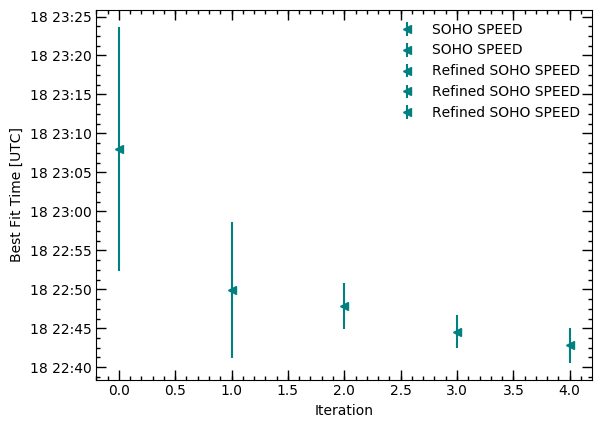 SOHO SPEED
SOHO SPEED
Refined SOHO SPEED
Refined SOHO SPEED
Refined SOHO SPEED
18 23:25
18 23:20
18 23:15
18 23:10
18 23:05
18 23:00
18 22:55
18 22:50
18 22:45
18 22:40
Best Fit Time [UTC]
0.0 0.5 1.0 1.5 2.0 2.5 3.0 3.5 4.0
Iteration